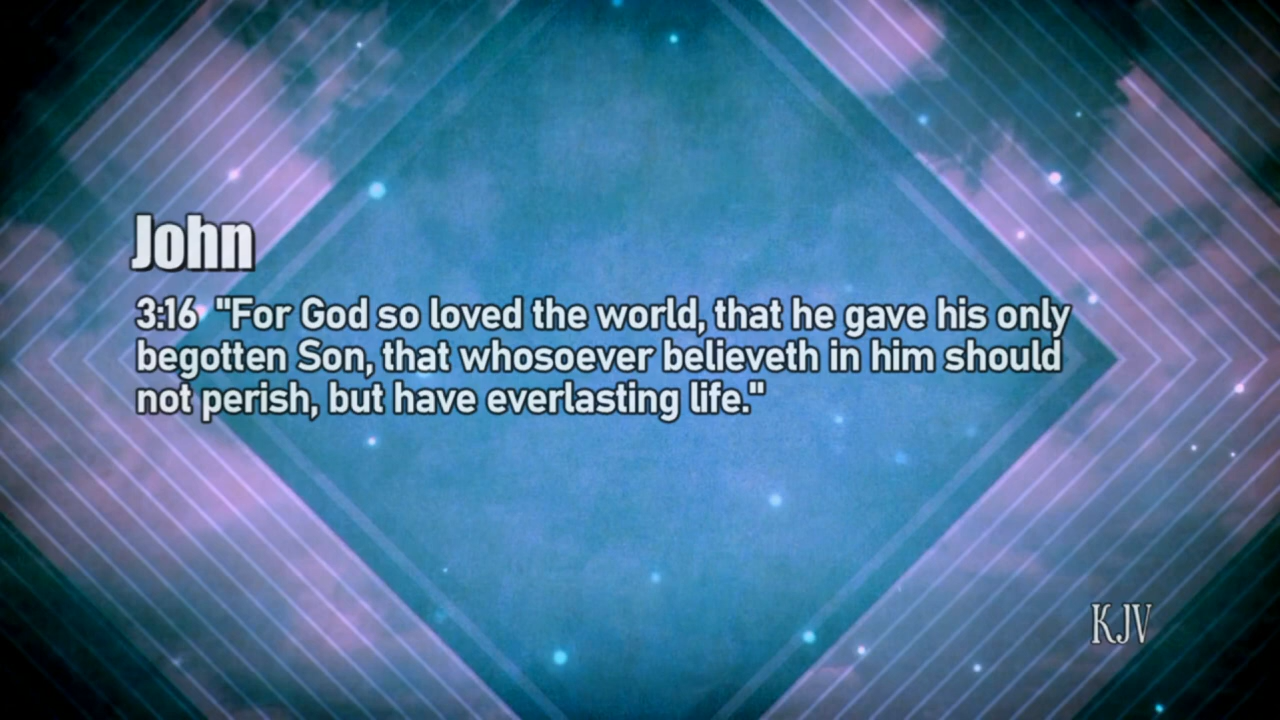 John
3:16 "For God so loved the world, that he gave his only
begotten Son, that whosoever believeth in him should
not perish, but have everlasting life."
KJV